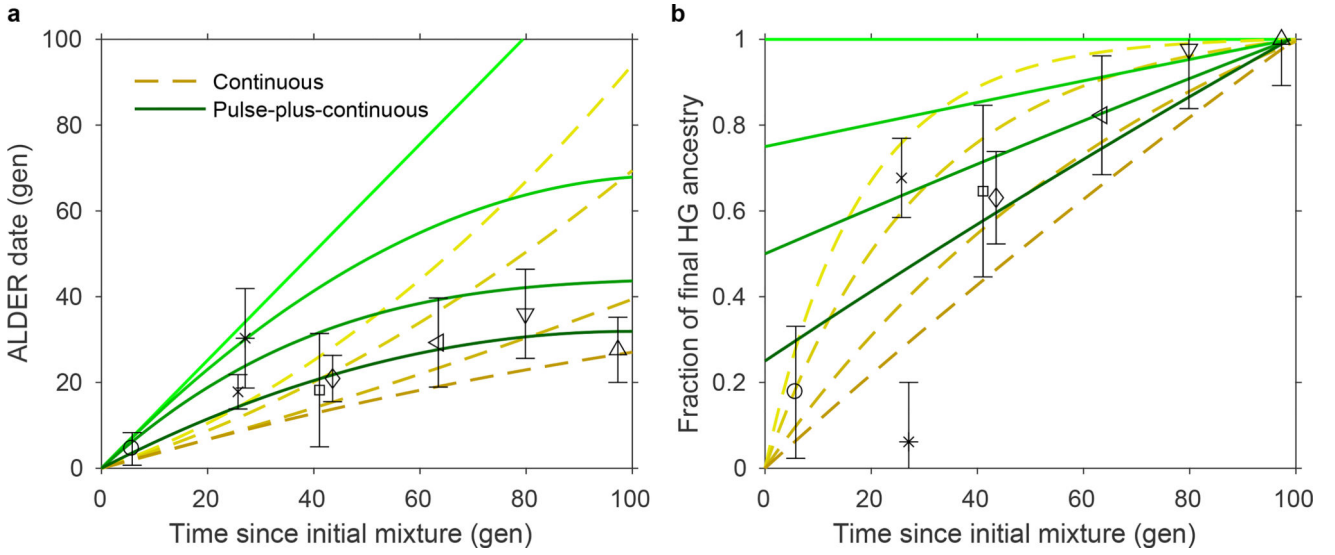 a
100
80
60
40
20
0
ALDER date (gen)
Continuous
Pulse-plus-continuous
0 20 40 60 80 100
Time since initial mixture (gen)
b
1
0.8
0.6
0.4
0.2
0
Fraction of final HG ancestry
0 20 40 60 80 100
Time since initial mixture (gen)